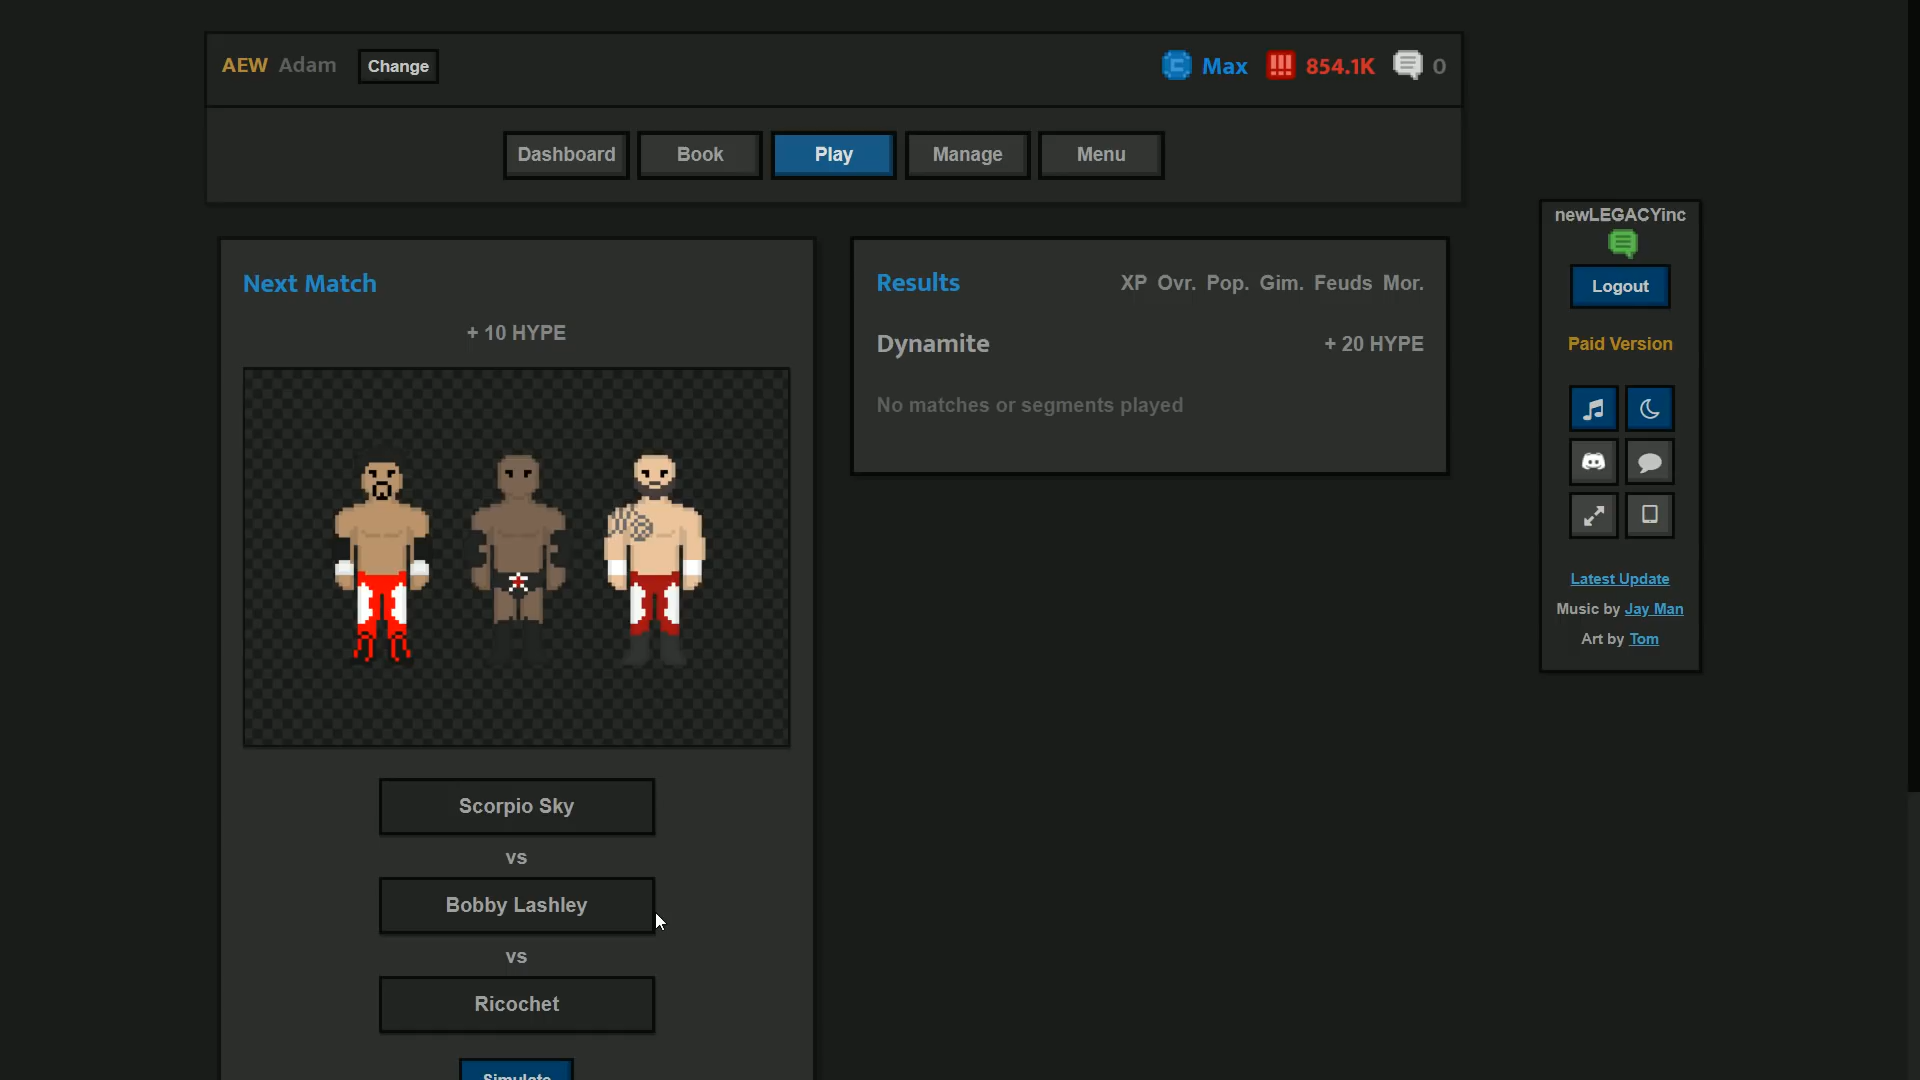 AEW Adam Change Max 854.1K 0
Dashboard Book Play Manage Menu
newLEGACYinc
Logout
Paid Version
Latest Update
Music by Jay Man
Art by Tom
Next Match
+ 10 HYPE
Scorpio Sky
vs
Bobby Lashley
vs
Ricochet
Simulate
Results XP Ovr. Pop. Gim. Feuds Mor.
Dynamite + 20 HYPE
No matches or segments played